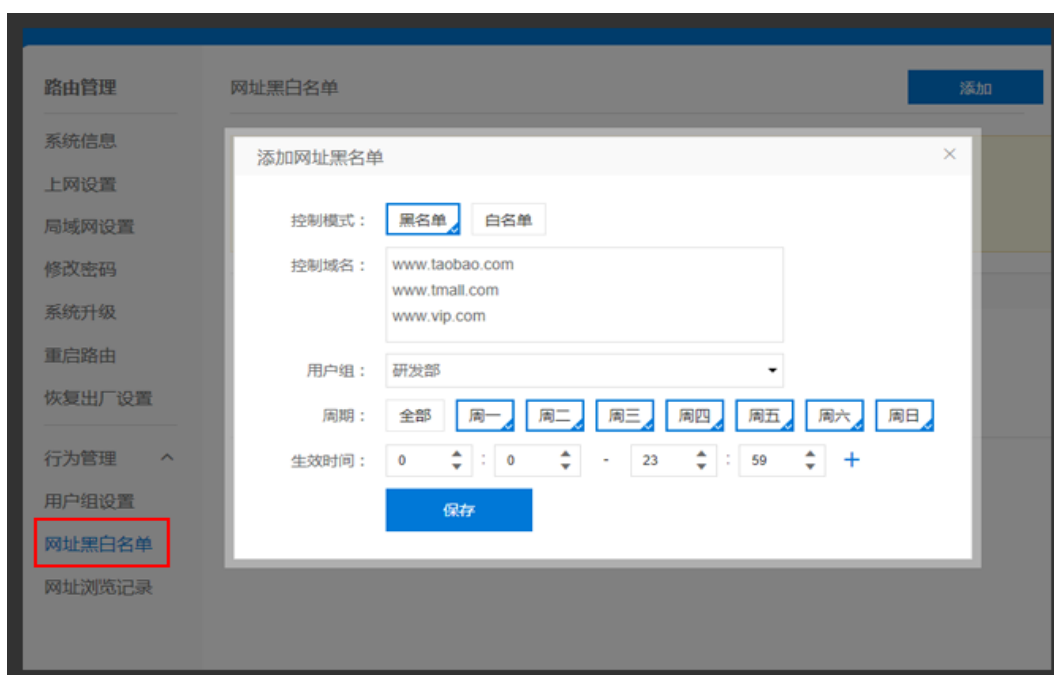 路由管理
系统信息
上网设置
局域网设置
修改密码
系统升级
重启路由
恢复出厂设置
行为管理
用户组设置
网址黑白名单
网址浏览记录
网址黑白名单
添加
添加网址黑名单
控制模式： 黑名单 白名单
控制域名： www.taobao.com
www.tmall.com
www.vip.com
用户组： 研发部
周期： 全部 周一 周二 周三 周四 周五 周六 周日
生效时间： 0 : 0 - 23 : 59 +
保存